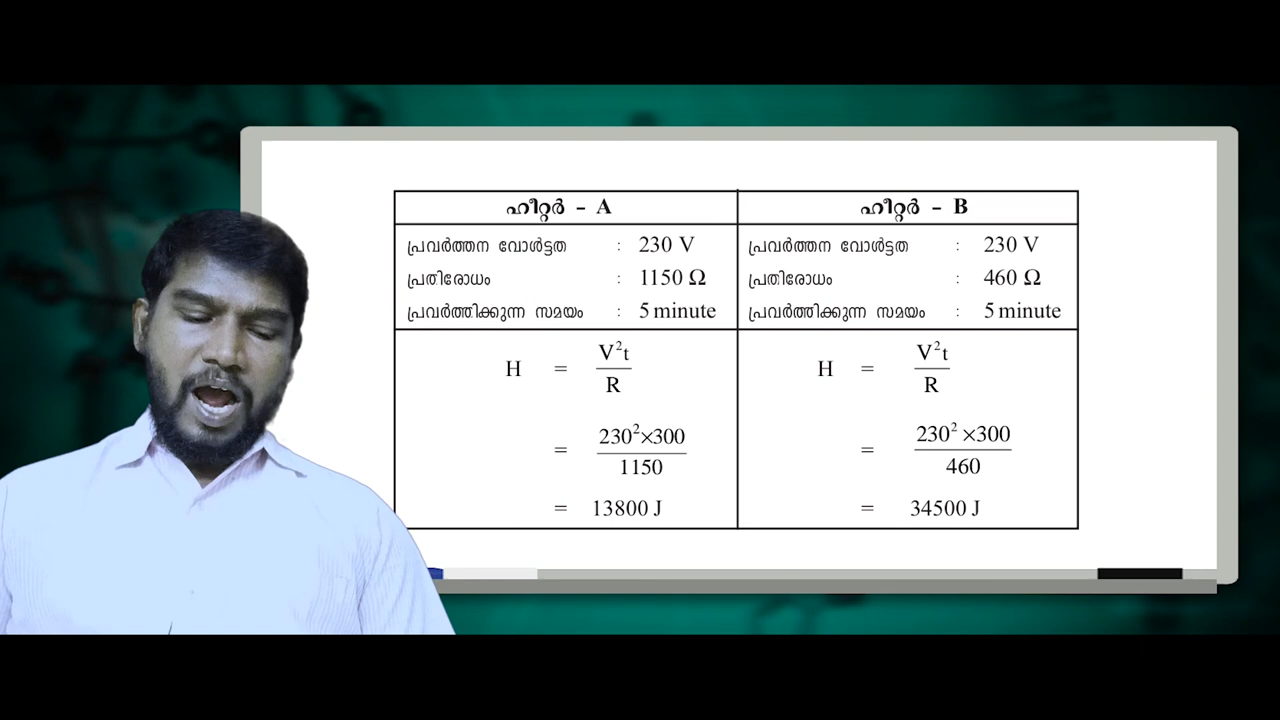 ഹീറ്റർ – A
പ്രവർത്തന വോൾട്ടത : 230 V
പ്രതിരോധം : 1150 Ω
പ്രവർത്തിക്കുന്ന സമയം : 5 minute
H = V²t / R
= 230²×300 / 1150
= 13800 J
ഹീറ്റർ – B
പ്രവർത്തന വോൾട്ടത : 230 V
പ്രതിരോധം : 460 Ω
പ്രവർത്തിക്കുന്ന സമയം : 5 minute
H = V²t / R
= 230² ×300 / 460
= 34500 J